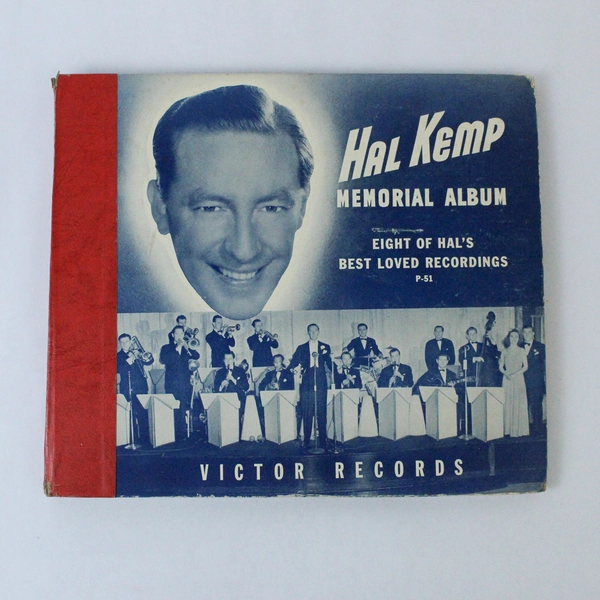 HAL KEMP
MEMORIAL ALBUM
EIGHT OF HAL'S
BEST LOVED RECORDINGS
P-51
VICTOR RECORDS